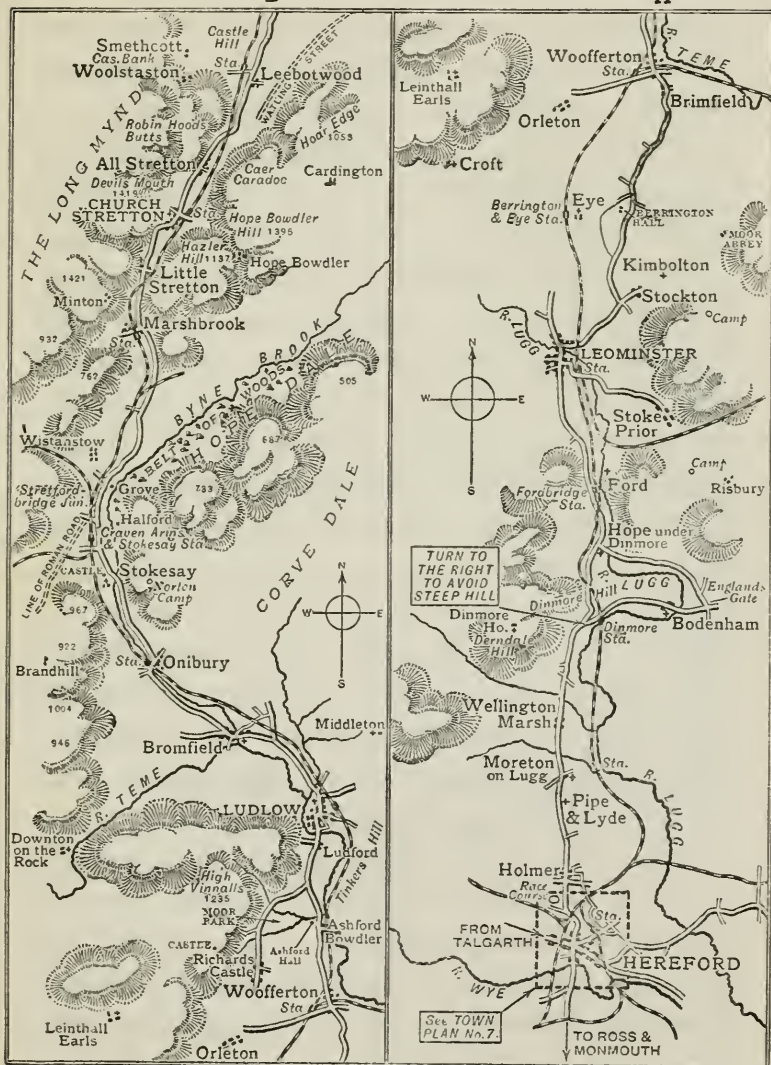 Smethcott
Cas. Bank
Woolstaston
Castle
Hill
Sta.
Leebotwood
WATLING STREET
THE LONG MYND
Robin Hoods
Butts
Hoar Edge
1053
All Stretton
Caer
Caradoc
Cardington
Devils Mouth
1419
CHURCH
STRETTON
Sta.
Hope Bowdler
Hill 1395
Hazler
Hill 1137
Hope Bowdler
1421
Little
Stretton
Minton
Marshbrook
Sta.
932
762
BYNE BROOK
BELT OF WOODS
HOPE DALE
505
687
733
Wistanstow
Stretford-
bridge Jun.
Grove
Halford
Craven Arms
& Stokesay Sta.
LINE OF ROMAN ROAD
CASTLE
Stokesay
Norton
Camp
CORVE DALE
N
W
E
S
967
922
Brandhill
1004
946
Sta.
Onibury
Middleton
Bromfield
R. TEME
LUDLOW
Downton
on the
Rock
Ludford
Tinkers Hill
High
Vinnalls
1235
MOOR
PARK
Ashford
Bowdler
CASTLE
Ashford
Hall
Richards
Castle
Woofferton
Sta.
Leinthall
Earls
Orleton
R. TEME
Woofferton
Sta.
Leinthall
Earls
Brimfield
Orleton
Croft
Berrington
& Eye Sta.
Eye
BERRINGTON
HALL
MOOR
ABBEY
Kimbolton
Stockton
Camp
R. LUGG
LEOMINSTER
Sta.
N
W
E
S
Stoke
Prior
Ford
Camp
Risbury
Fordbridge
Sta.
Hope under
Dinmore
TURN TO
THE RIGHT
TO AVOID
STEEP HILL
R. LUGG
Dinmore Hill
Englands
Gate
Bodenham
Dinmore
Ho.
Derndale
Hill
Dinmore
Sta.
Wellington
Marsh
Moreton
on Lugg
Sta.
R. LUGG
Pipe
& Lyde
Holmer
Race
Course
Sta.
FROM
TALGARTH
HEREFORD
R. WYE
See TOWN
PLAN No. 7.
TO ROSS &
MONMOUTH